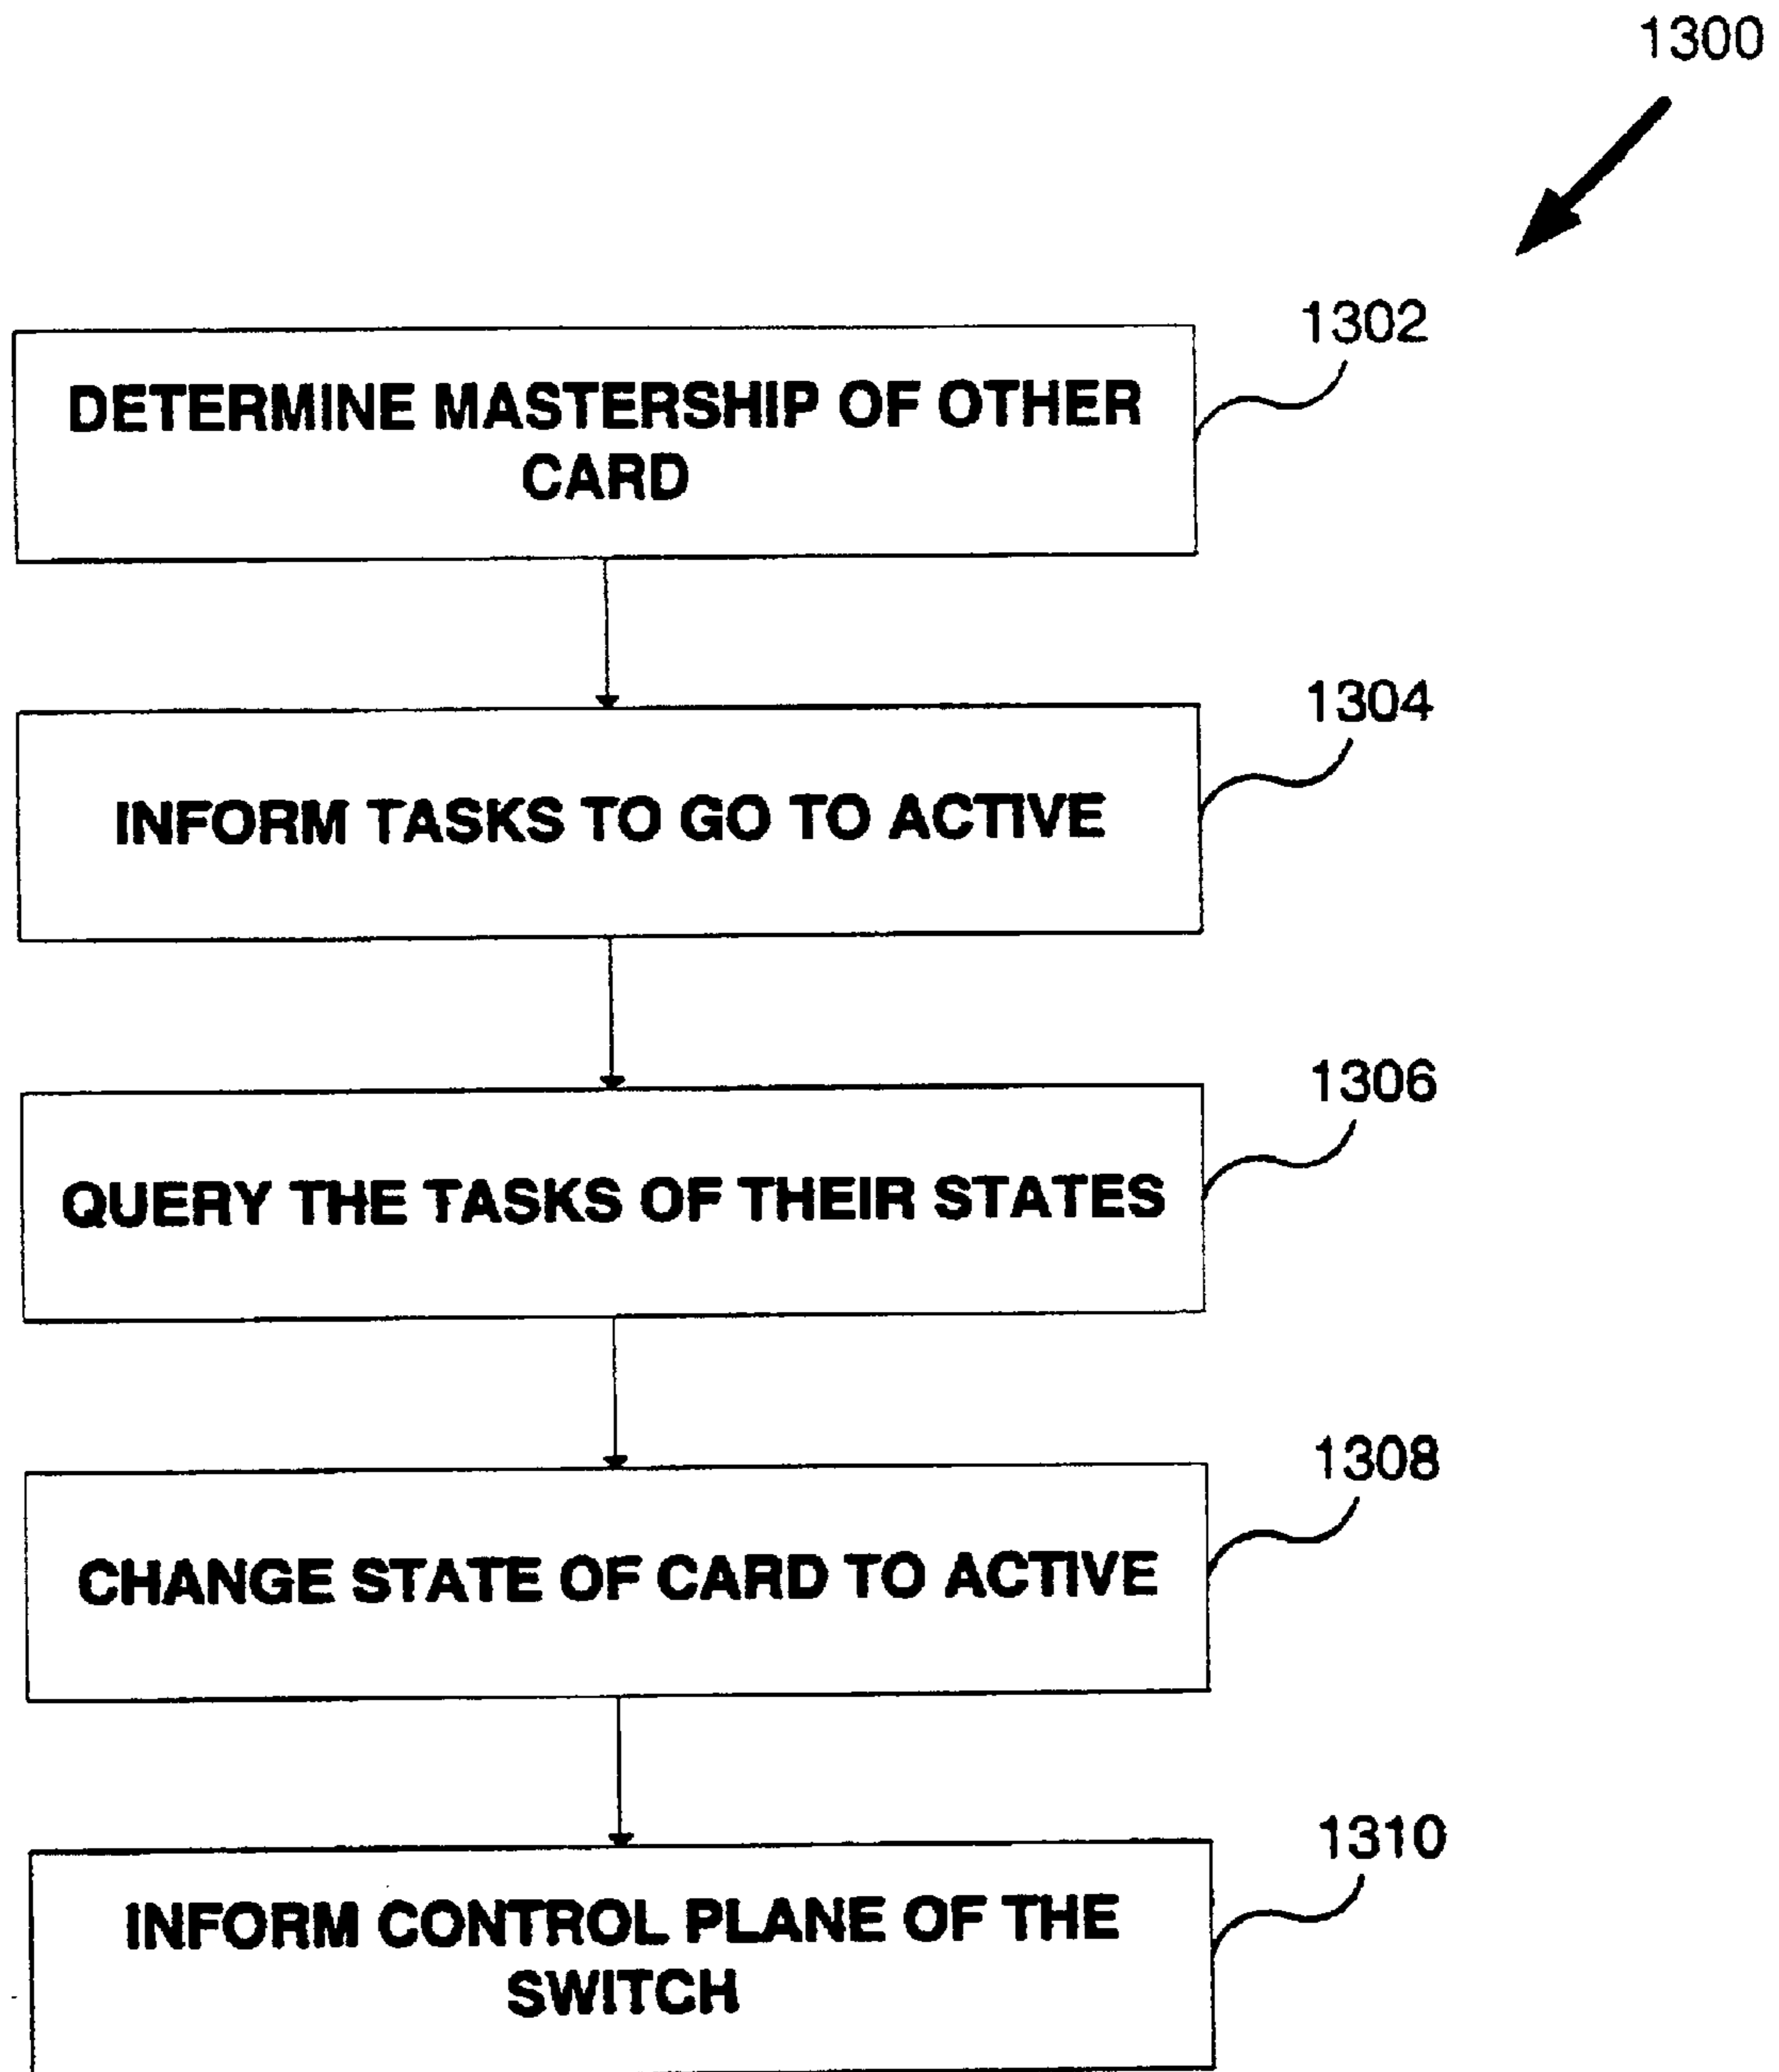 1300
1302
DETERMINE MASTERSHIP OF OTHER
CARD
1304
INFORM TASKS TO GO TO ACTIVE
1306
QUERY THE TASKS OF THEIR STATES
1308
CHANGE STATE OF CARD TO ACTIVE
1310
INFORM CONTROL PLANE OF THE
SWITCH